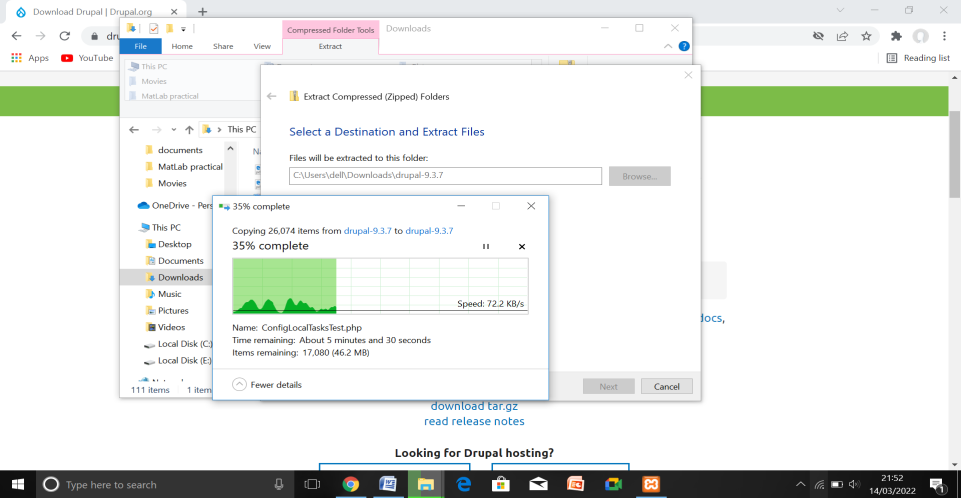 Download Drupal | Drupal.org
File
Home
Share
View
Compressed Folder Tools
Extract
Downloads
Apps
YouTube
Reading list
This PC
Movies
MatLab practical
This PC
documents
MatLab practical
Movies
OneDrive - Pers
This PC
Desktop
Documents
Downloads
Music
Pictures
Videos
Local Disk (C:)
Local Disk (E:)
111 items 1 item
Extract Compressed (Zipped) Folders
Select a Destination and Extract Files
Files will be extracted to this folder:
C:\Users\dell\Downloads\drupal-9.3.7
Browse...
35% complete
Copying 26,074 items from drupal-9.3.7 to drupal-9.3.7
35% complete
Speed: 72.2 KB/s
Name: ConfigLocalTasksTest.php
Time remaining: About 5 minutes and 30 seconds
Items remaining: 17,080 (46.2 MB)
Fewer details
Next
Cancel
docs,
download tar.gz
read release notes
Looking for Drupal hosting?
Type here to search
21:52
14/03/2022
1